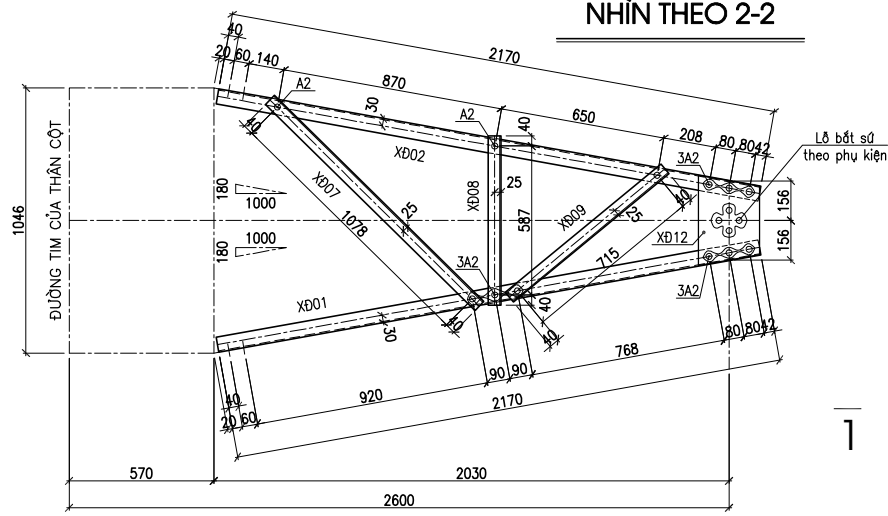 NHÌN THEO 2-2
40
20 60 140
2170
870
A2
30
40
A2
40
650
208
80
80
42
Lỗ bắt sứ
theo phụ kiện
3A2
XĐ02
ĐƯỜNG TIM CỦA THÂN CỘT
1046
180
1000
XĐ07
XĐ08
25
25
1078
587
XĐ09
25
40
156
180
1000
715
XĐ12
156
3A2
3A2
XĐ01
30
40
40
40
80
80
42
768
90
90
920
2170
40
20 60
1
570
2030
2600